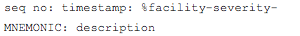 seq no: timestamp: %facility-severity-
MNEMONIC: description